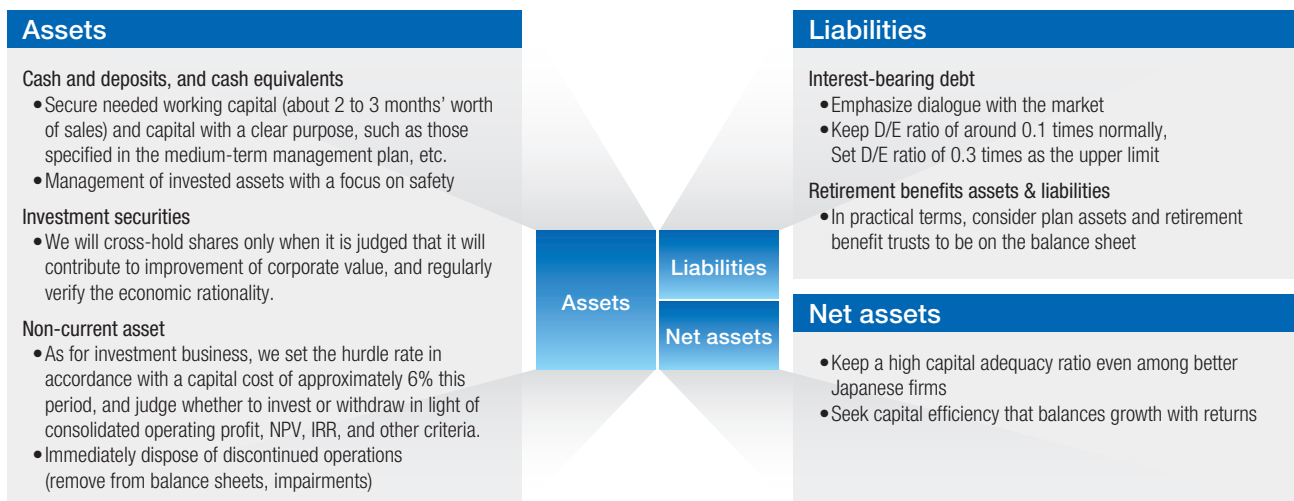 Assets
Cash and deposits, and cash equivalents
•Secure needed working capital (about 2 to 3 months’ worth
of sales) and capital with a clear purpose, such as those
specified in the medium-term management plan, etc.
•Management of invested assets with a focus on safety
Investment securities
•We will cross-hold shares only when it is judged that it will
contribute to improvement of corporate value, and regularly
verify the economic rationality.
Non-current asset
•As for investment business, we set the hurdle rate in
accordance with a capital cost of approximately 6% this
period, and judge whether to invest or withdraw in light of
consolidated operating profit, NPV, IRR, and other criteria.
•Immediately dispose of discontinued operations
(remove from balance sheets, impairments)
Assets
Liabilities
Net assets
Liabilities
Interest-bearing debt
•Emphasize dialogue with the market
•Keep D/E ratio of around 0.1 times normally,
Set D/E ratio of 0.3 times as the upper limit
Retirement benefits assets & liabilities
•In practical terms, consider plan assets and retirement
benefit trusts to be on the balance sheet
Net assets
•Keep a high capital adequacy ratio even among better
Japanese firms
•Seek capital efficiency that balances growth with returns